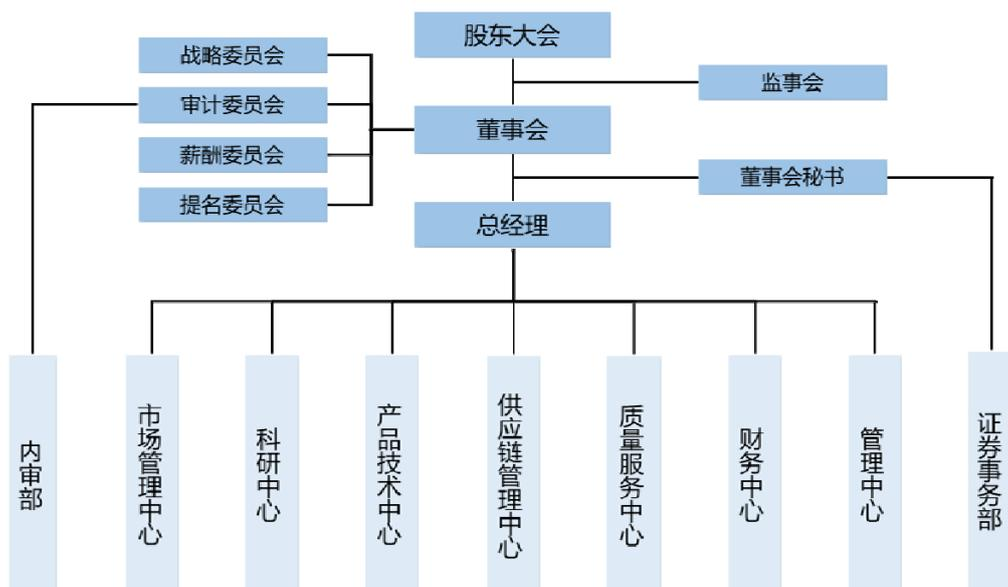 股东大会
战略委员会
监事会
审计委员会
董事会
薪酬委员会
董事会秘书
提名委员会
总经理
内审部
市场管理中心
科研中心
产品技术中心
供应链管理中心
质量服务中心
财务中心
管理中心
证券事务部